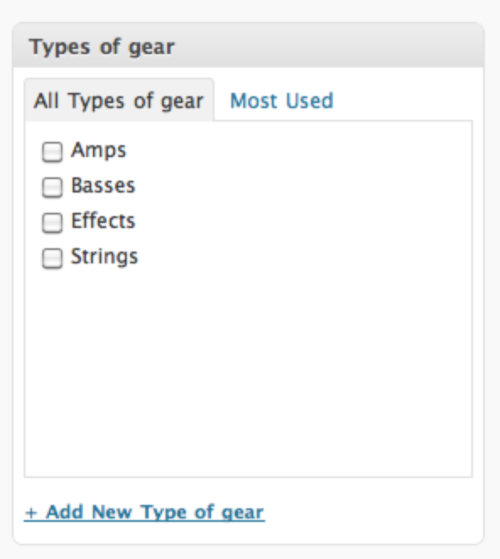 Types of gear
All Types of gear Most Used
Amps
Basses
Effects
Strings
+ Add New Type of gear